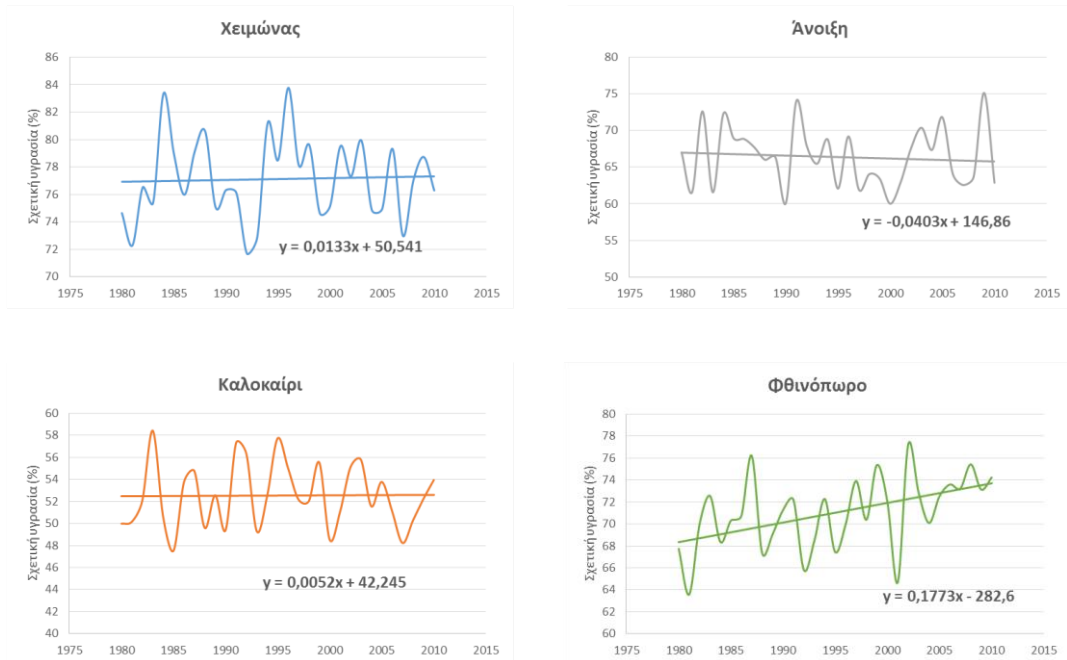 Χειμώνας
Σχετική υγρασία (%)
86
84
82
80
78
76
74
72
70
1975 1980 1985 1990 1995 2000 2005 2010 2015
y = 0,0133x + 50,541
Άνοιξη
Σχετική υγρασία (%)
80
75
70
65
60
55
50
1975 1980 1985 1990 1995 2000 2005 2010 2015
y = -0,0403x + 146,86
Καλοκαίρι
Σχετική υγρασία (%)
60
58
56
54
52
50
48
46
44
42
40
1975 1980 1985 1990 1995 2000 2005 2010 2015
y = 0,0052x + 42,245
Φθινόπωρο
Σχετική υγρασία (%)
80
78
76
74
72
70
68
66
64
62
60
1975 1980 1985 1990 1995 2000 2005 2010 2015
y = 0,1773x - 282,6